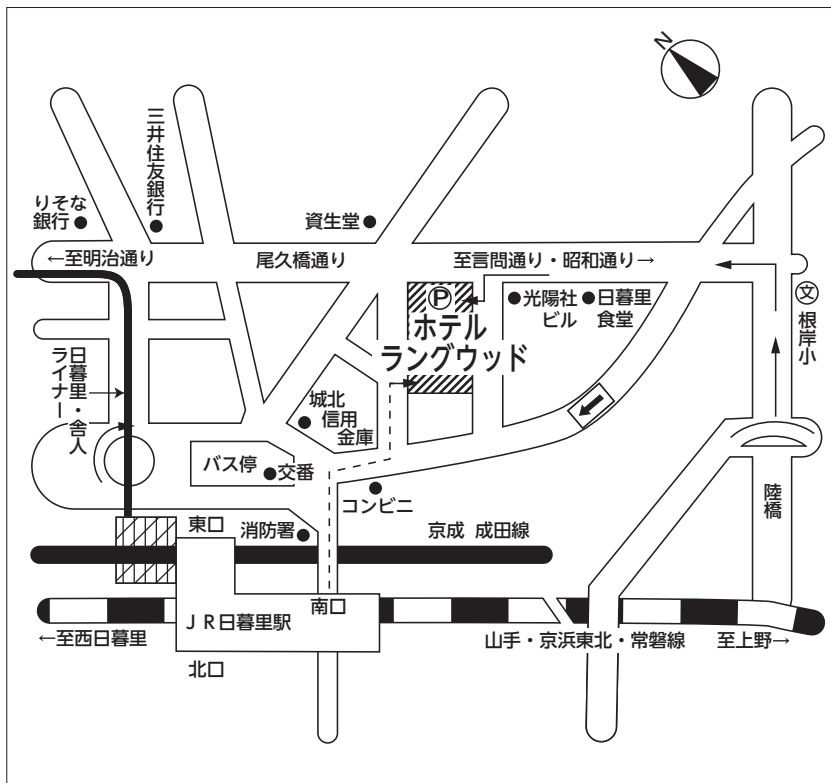 N
三井住友銀行
りそな
銀行
資生堂
←至明治通り
尾久橋通り
至言問通り・昭和通り→
P
ホテル
ラングウッド
光陽社
ビル
日暮里
食堂
文
根岸小
日暮里・舎人
ライナー
城北
信用
金庫
バス停
交番
コンビニ
陸橋
東口
消防署
京成 成田線
南口
JR日暮里駅
←至西日暮里
北口
山手・京浜東北・常磐線
至上野→